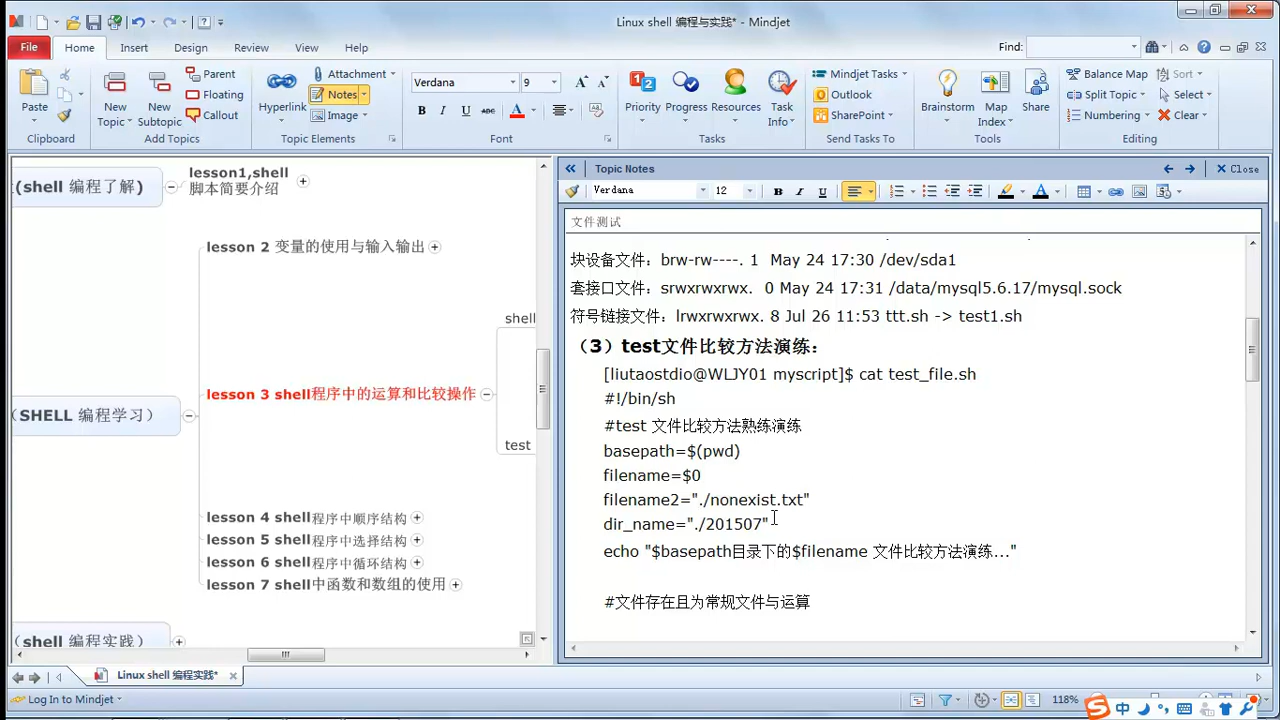 Linux shell 编程与实践* - Mindjet
File
Home
Insert
Design
Review
View
Help
Find:
Paste
New Topic
New Subtopic
Parent
Floating
Callout
Hyperlink
Attachment
Notes
Image
Verdana
9
B I U abc A
Priority
Progress
Resources
Task Info
Mindjet Tasks
Outlook
SharePoint
Brainstorm
Map Index
Share
Balance Map
Split Topic
Numbering
Sort
Select
Clear
Clipboard
Add Topics
Topic Elements
Font
Tasks
Send Tasks To
Tools
Editing
(shell 编程了解)
lesson1,shell
脚本简要介绍
lesson 2 变量的使用与输入输出
shell
lesson 3 shell程序中的运算和比较操作
(SHELL 编程学习)
test
lesson 4 shell程序中顺序结构
lesson 5 shell程序中选择结构
lesson 6 shell程序中循环结构
lesson 7 shell中函数和数组的使用
(shell 编程实践)
Topic Notes
Close
Verdana
12
B I U
文件测试
块设备文件：brw-rw----. 1 May 24 17:30 /dev/sda1
套接口文件：srwxrwxrwx. 0 May 24 17:31 /data/mysql5.6.17/mysql.sock
符号链接文件：lrwxrwxrwx. 8 Jul 26 11:53 ttt.sh -> test1.sh
（3）test文件比较方法演练：
[liutaostdio@WLJY01 myscript]$ cat test_file.sh
#!/bin/sh
#test 文件比较方法熟练演练
basepath=$(pwd)
filename=$0
filename2="./nonexist.txt"
dir_name="./201507"
echo "$basepath目录下的$filename 文件比较方法演练..."
#文件存在且为常规文件与运算
Linux shell 编程实践*
Log In to Mindjet
118%
中